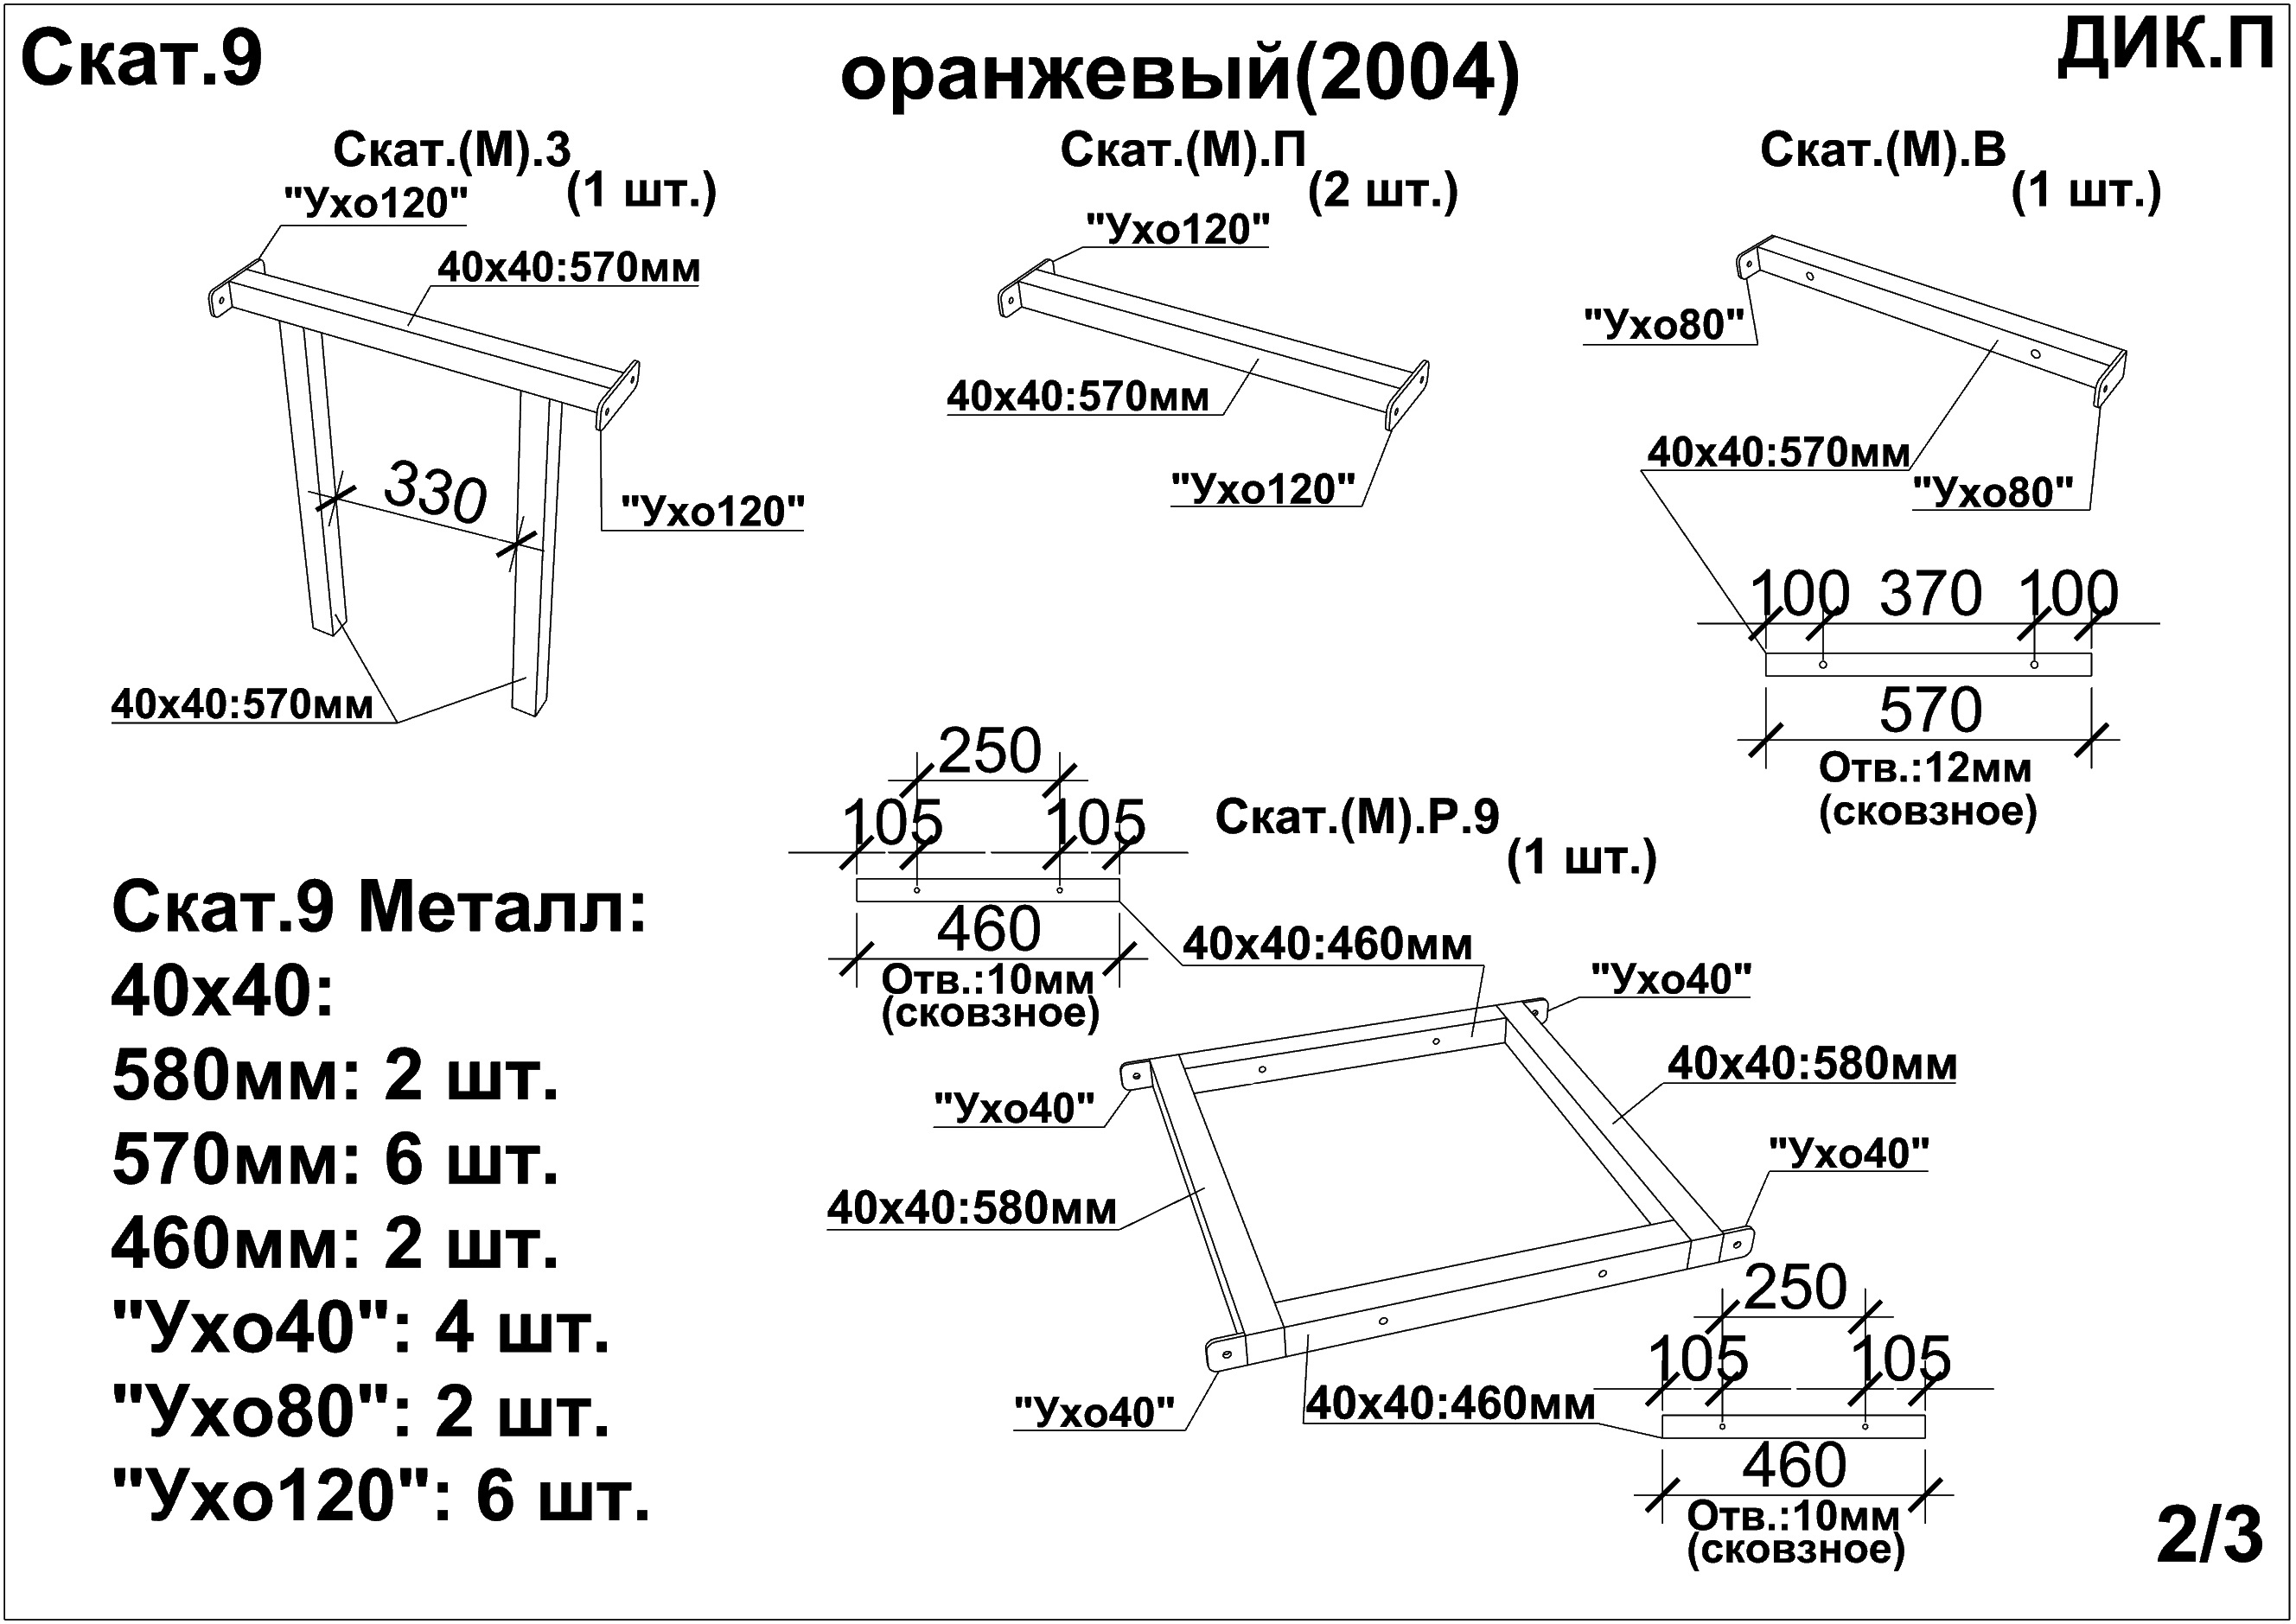 Скат.9
оранжевый(2004)
ДИК.П
Скат.(М).З
(1 шт.)
"Ухо120"
40х40:570мм
330
"Ухо120"
40х40:570мм
Скат.(М).П
(2 шт.)
"Ухо120"
40х40:570мм
"Ухо120"
Скат.(М).В
(1 шт.)
"Ухо80"
40х40:570мм
"Ухо80"
100 370 100
570
Отв.:12мм
(сковзное)
250
105 105
460
Отв.:10мм
(сковзное)
Скат.(М).Р.9
(1 шт.)
40х40:460мм
"Ухо40"
"Ухо40"
40х40:580мм
"Ухо40"
40х40:580мм
"Ухо40"
40х40:460мм
250
105 105
460
Отв.:10мм
(сковзное)
Скат.9 Металл:
40х40:
580мм: 2 шт.
570мм: 6 шт.
460мм: 2 шт.
"Ухо40": 4 шт.
"Ухо80": 2 шт.
"Ухо120": 6 шт.
2/3